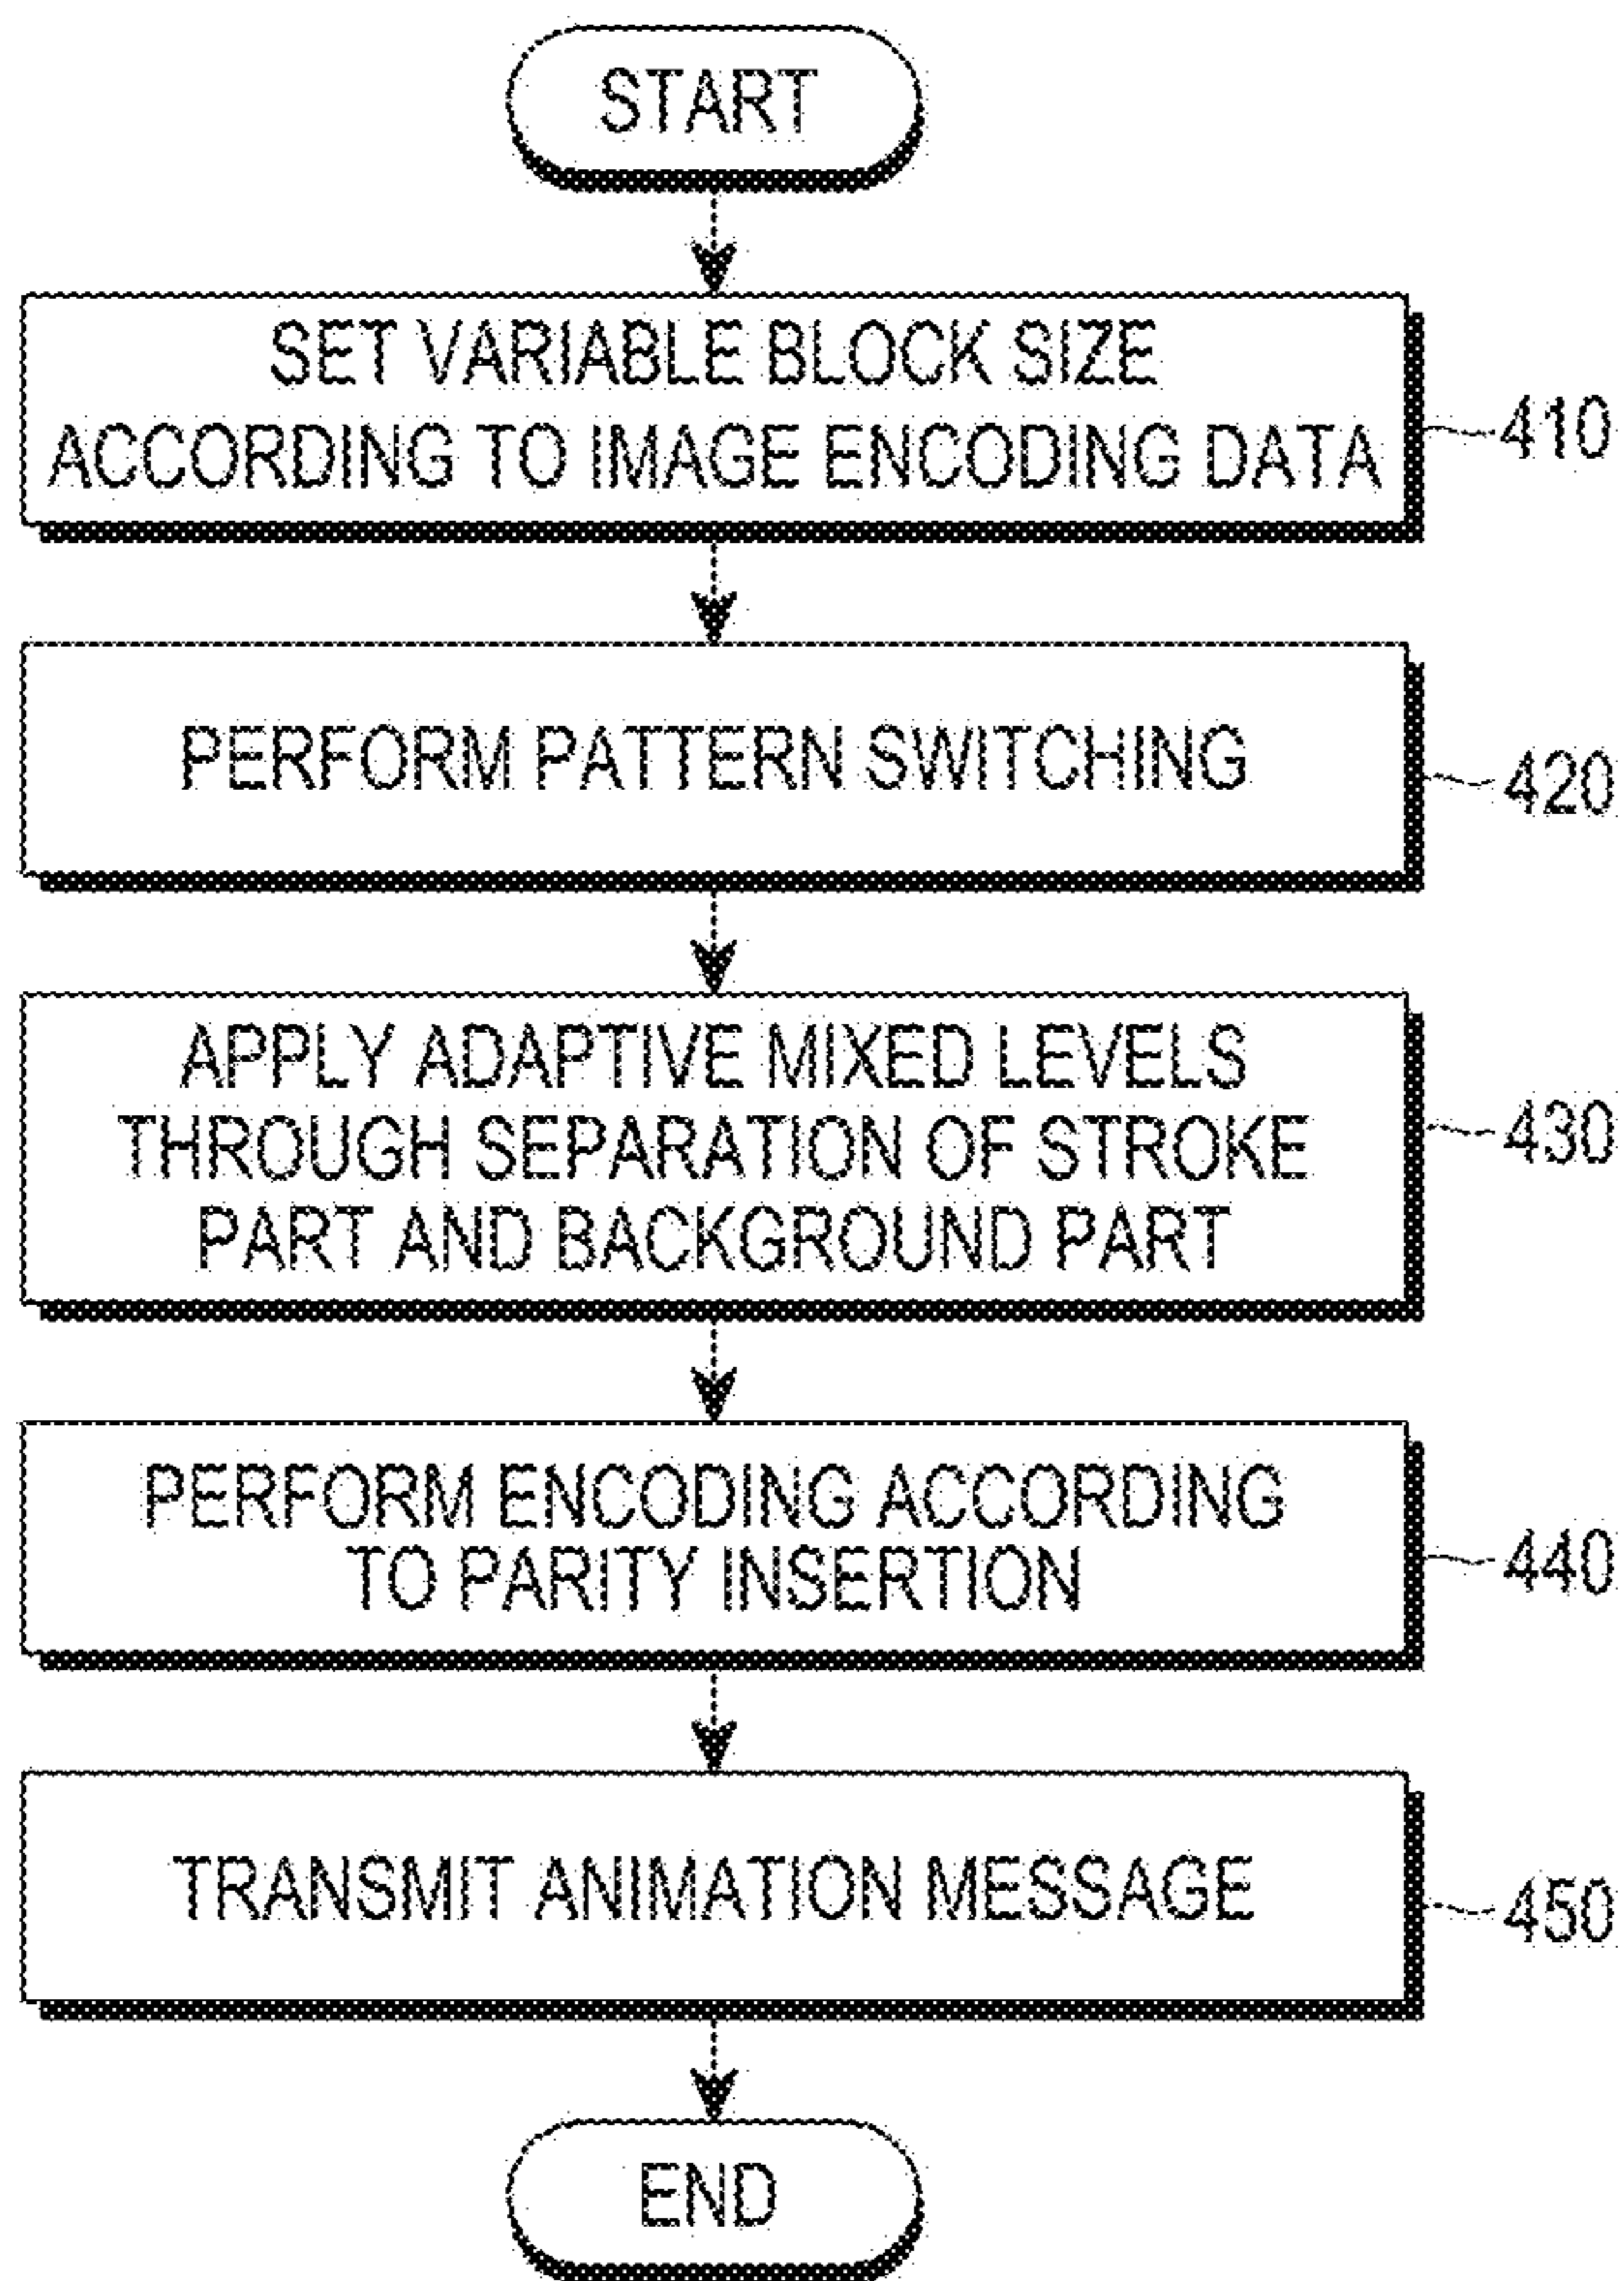 START
SET VARIABLE BLOCK SIZE
ACCORDING TO IMAGE ENCODING DATA
410
PERFORM PATTERN SWITCHING
420
APPLY ADAPTIVE MIXED LEVELS
THROUGH SEPARATION OF STROKE
PART AND BACKGROUND PART
430
PERFORM ENCODING ACCORDING
TO PARITY INSERTION
440
TRANSMIT ANIMATION MESSAGE
450
END